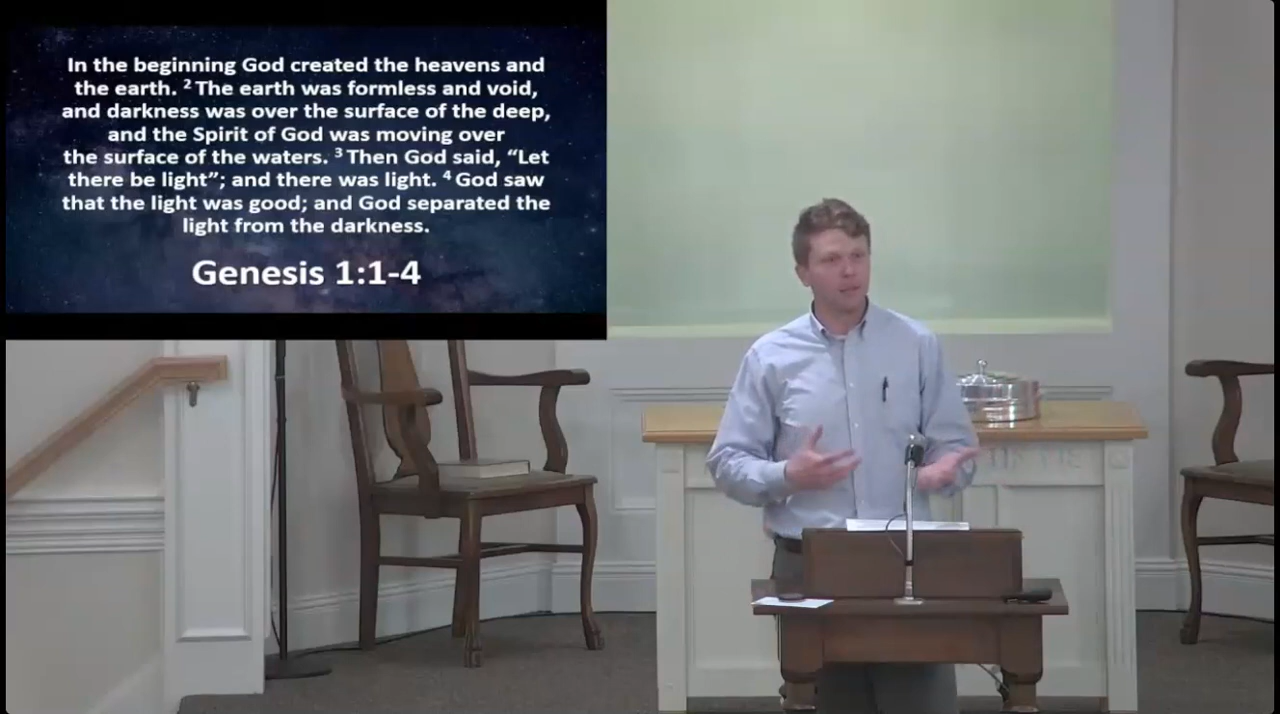 In the beginning God created the heavens and
the earth. ² The earth was formless and void,
and darkness was over the surface of the deep,
and the Spirit of God was moving over
the surface of the waters. ³ Then God said, “Let
there be light”; and there was light. ⁴ God saw
that the light was good; and God separated the
light from the darkness.
Genesis 1:1-4